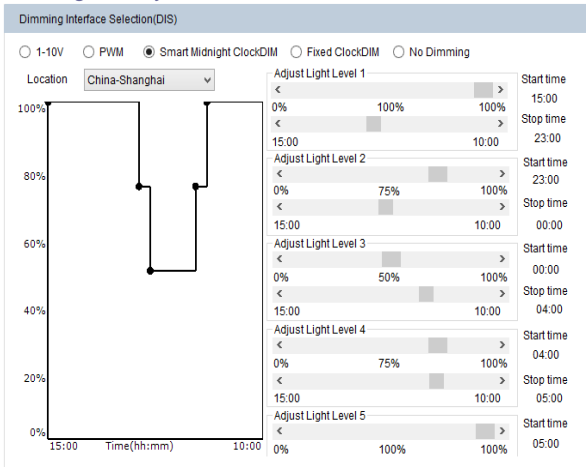 Dimming Interface Selection(DIS)
1-10V PWM Smart Midnight ClockDIM Fixed ClockDIM No Dimming
Location China-Shanghai
100%
80%
60%
40%
20%
0%
15:00 Time(hh:mm) 10:00
Adjust Light Level 1
0% 100% 100%
15:00 10:00
Start time
15:00
Stop time
23:00
Adjust Light Level 2
0% 75% 100%
15:00 10:00
Start time
23:00
Stop time
00:00
Adjust Light Level 3
0% 50% 100%
15:00 10:00
Start time
00:00
Stop time
04:00
Adjust Light Level 4
0% 75% 100%
15:00 10:00
Start time
04:00
Stop time
05:00
Adjust Light Level 5
0% 100% 100%
Start time
05:00